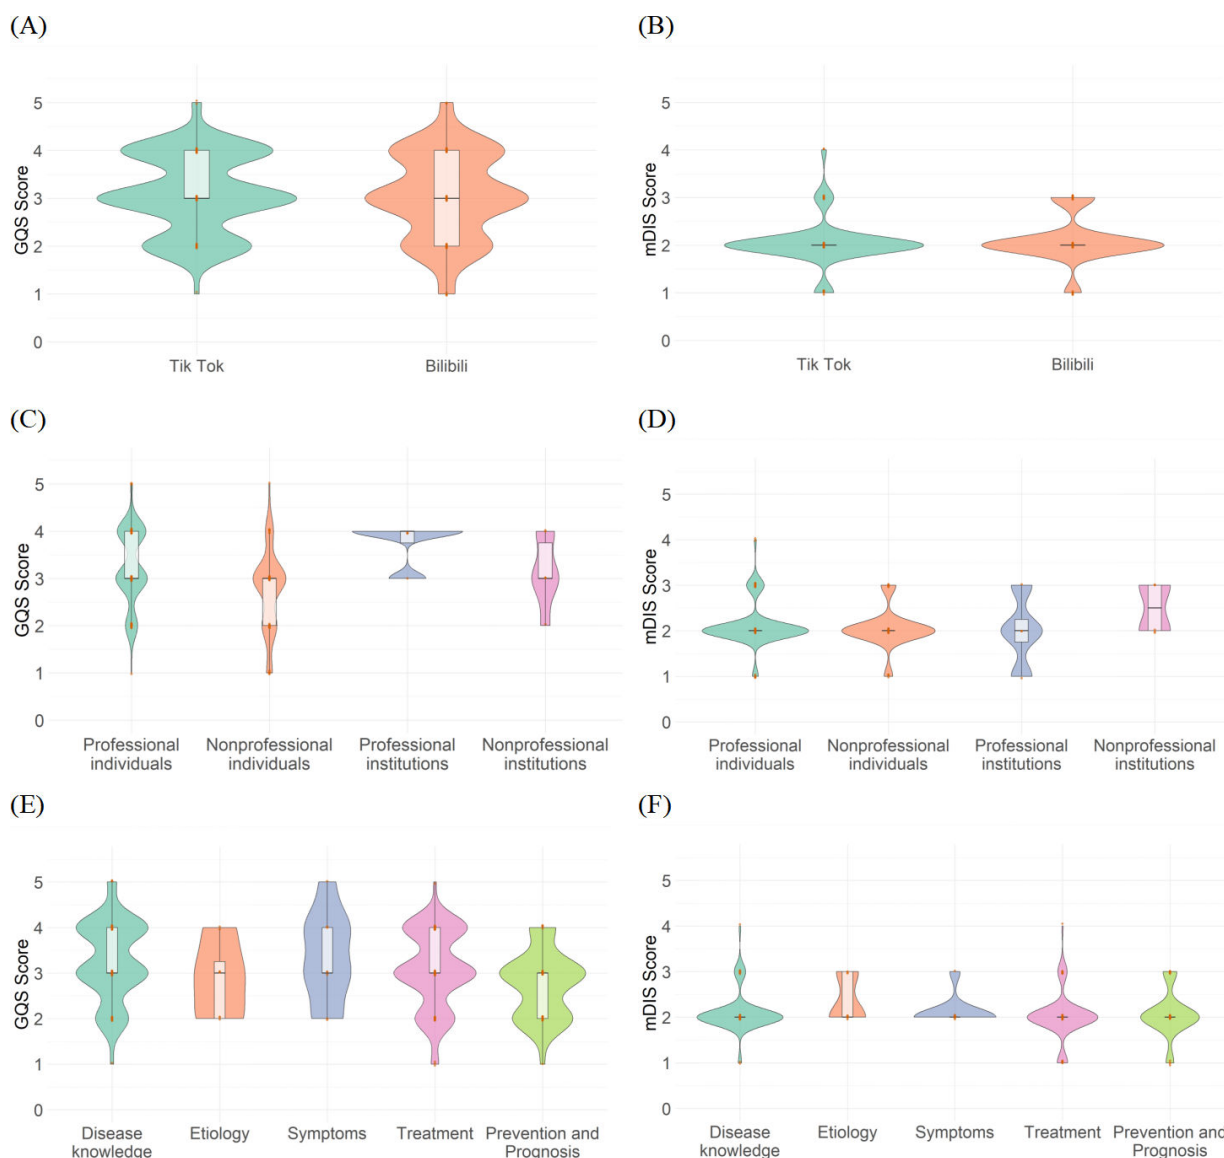 (A)
GQS Score
5
4
3
2
1
0
Tik Tok
Bilibili
(B)
mDIS Score
5
4
3
2
1
0
Tik Tok
Bilibili
(C)
GQS Score
5
4
3
2
1
0
Professional
individuals
Nonprofessional
individuals
Professional
institutions
Nonprofessional
institutions
(D)
mDIS Score
5
4
3
2
1
0
Professional
individuals
Nonprofessional
individuals
Professional
institutions
Nonprofessional
institutions
(E)
GQS Score
5
4
3
2
1
0
Disease
knowledge
Etiology
Symptoms
Treatment
Prevention and
Prognosis
(F)
mDIS Score
5
4
3
2
1
0
Disease
knowledge
Etiology
Symptoms
Treatment
Prevention and
Prognosis